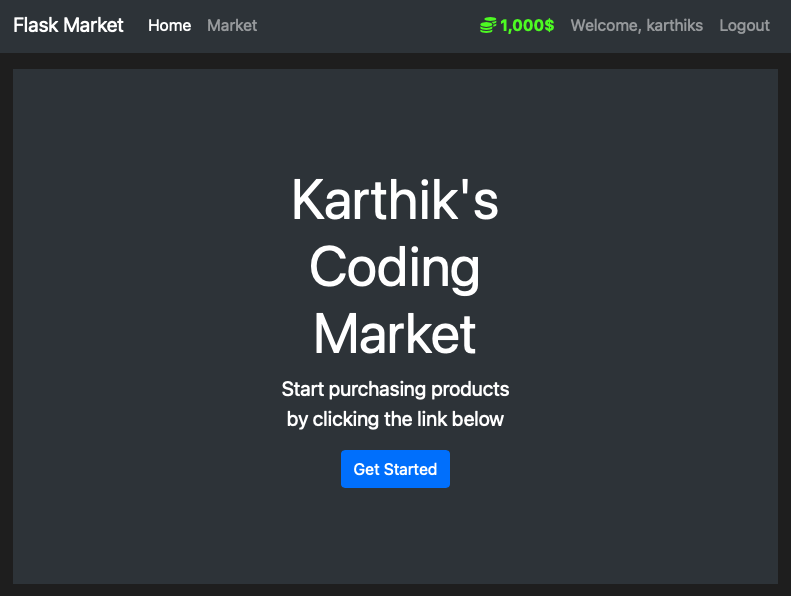 Flask Market Home Market 1,000$ Welcome, karthiks Logout
Karthik's
Coding
Market
Start purchasing products
by clicking the link below
Get Started